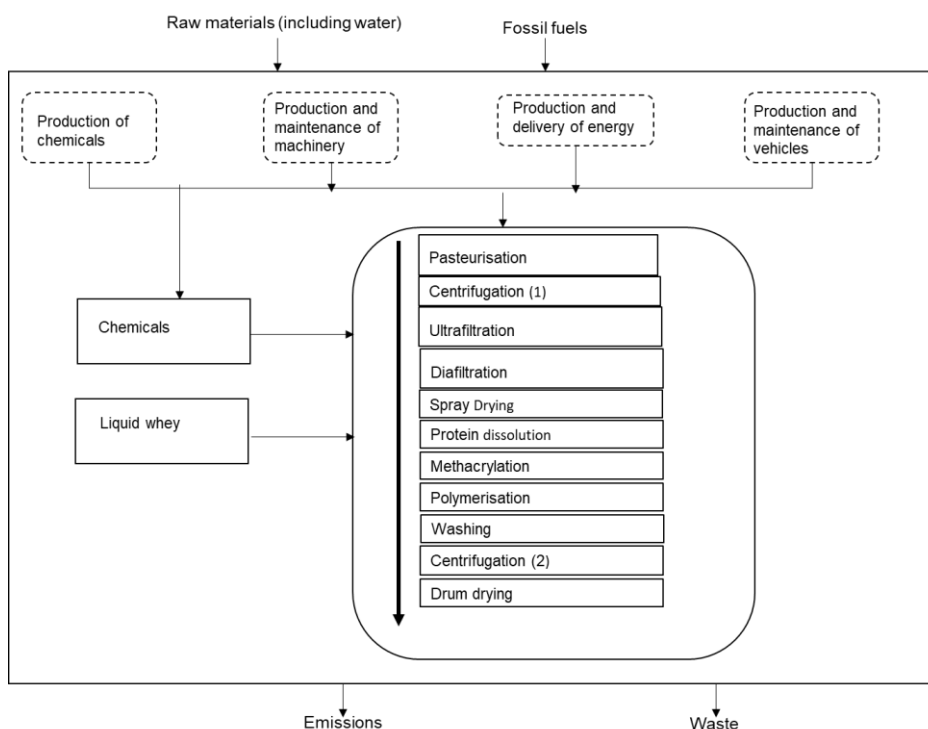 Raw materials (including water)
Fossil fuels
Production of
chemicals
Production and
maintenance of
machinery
Production and
delivery of energy
Production and
maintenance of
vehicles
Pasteurisation
Centrifugation (1)
Ultrafiltration
Diafiltration
Spray Drying
Protein dissolution
Methacrylation
Polymerisation
Washing
Centrifugation (2)
Drum drying
Chemicals
Liquid whey
Emissions
Waste